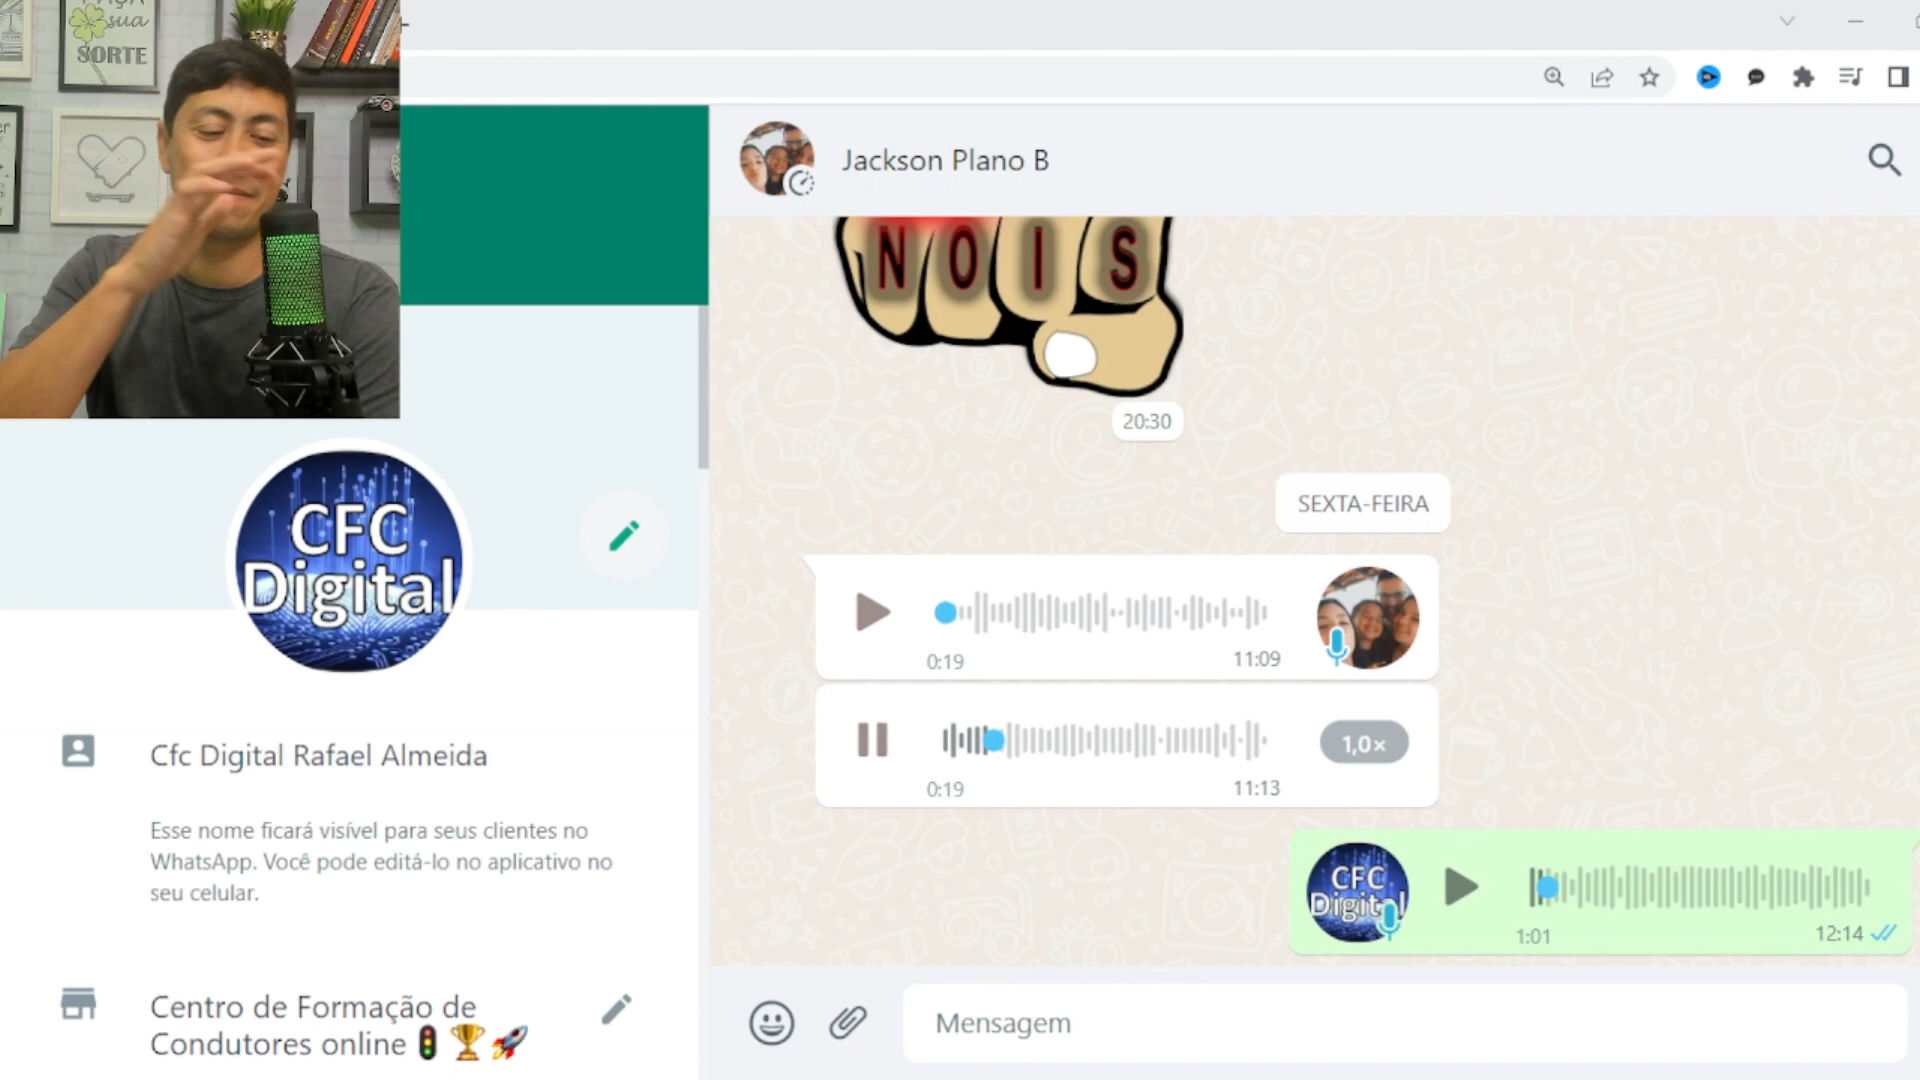 sua
SORTE
Jackson Plano B
NOIS
20:30
SEXTA-FEIRA
0:19
11:09
1,0×
0:19
11:13
CFC
Digital
1:01
12:14
Mensagem
CFC
Digital
Cfc Digital Rafael Almeida
Esse nome ficará visível para seus clientes no
WhatsApp. Você pode editá-lo no aplicativo no
seu celular.
Centro de Formação de
Condutores online 🚦🏆🚀